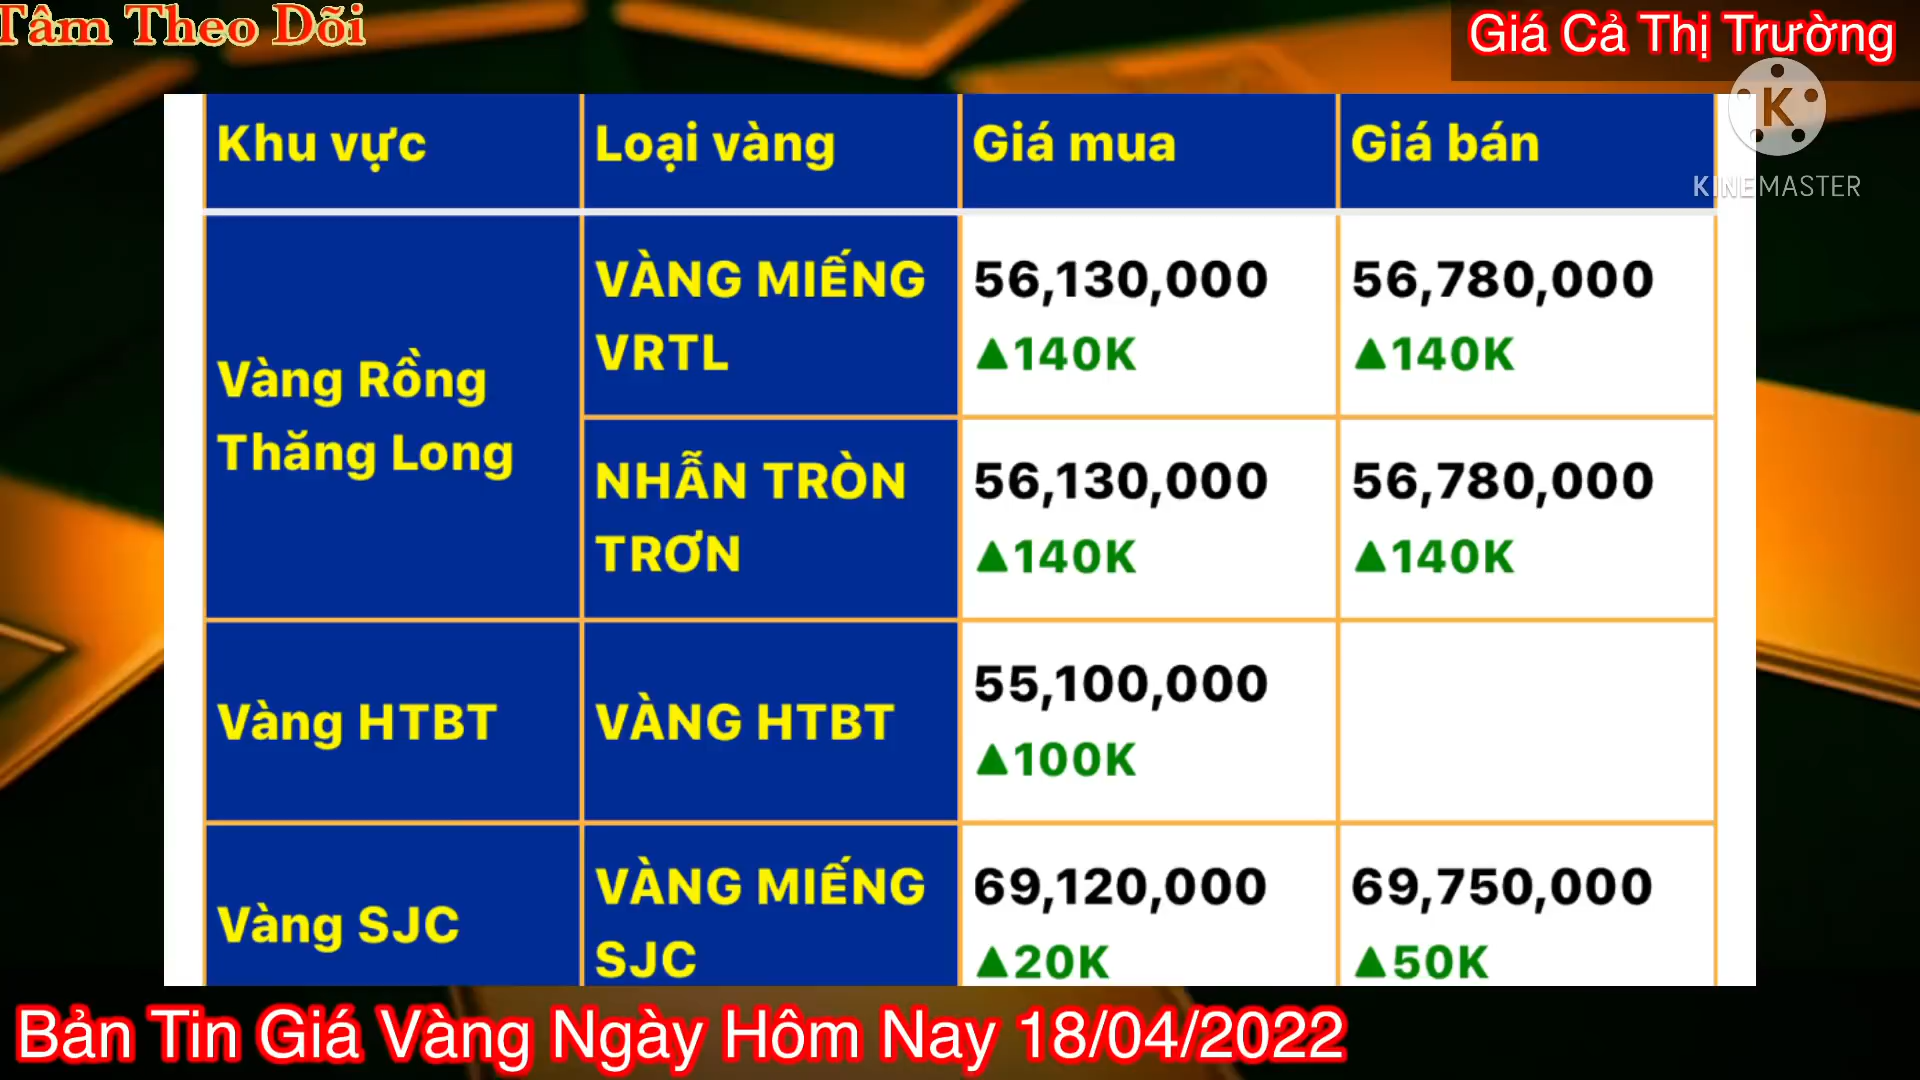 Tâm Theo Dõi
Giá Cả Thị Trường
K
KINEMASTER
Khu vực
Loại vàng
Giá mua
Giá bán
Vàng Rồng
Thăng Long
VÀNG MIẾNG
VRTL
56,130,000
▲140K
56,780,000
▲140K
NHẪN TRÒN
TRƠN
56,130,000
▲140K
56,780,000
▲140K
Vàng HTBT
VÀNG HTBT
55,100,000
▲100K
Vàng SJC
VÀNG MIẾNG
SJC
69,120,000
▲20K
69,750,000
▲50K
Bản Tin Giá Vàng Ngày Hôm Nay 18/04/2022